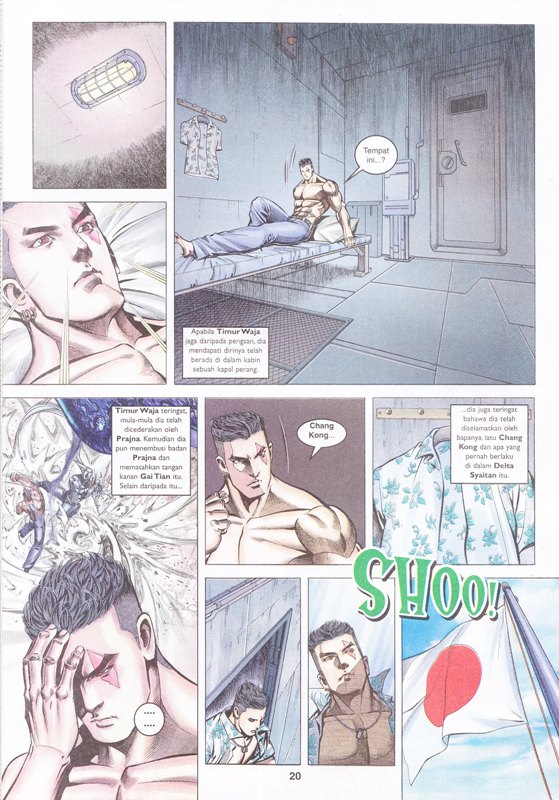 Tempat
ini...?
Apabila Timur Waja
jaga daripada pengsan, dia
mendapati dirinya telah
berada di dalam kabin
sebuah kapal perang.
Timur Waja teringat,
mula-mula dia telah
dicederakan oleh
Prajna. Kemudian dia
pun menembusi badan
Prajna dan
mematahkan tangan
kanan Gai Tian itu.
Selain daripada itu...
Chang
Kong...
...dia juga teringat
bahawa dia telah
diselamatkan oleh
bapanya, iatu Chang
Kong dan apa yang
pernah berlaku
di dalam Delta
Syaitan itu.
SHOO!
....
....
20